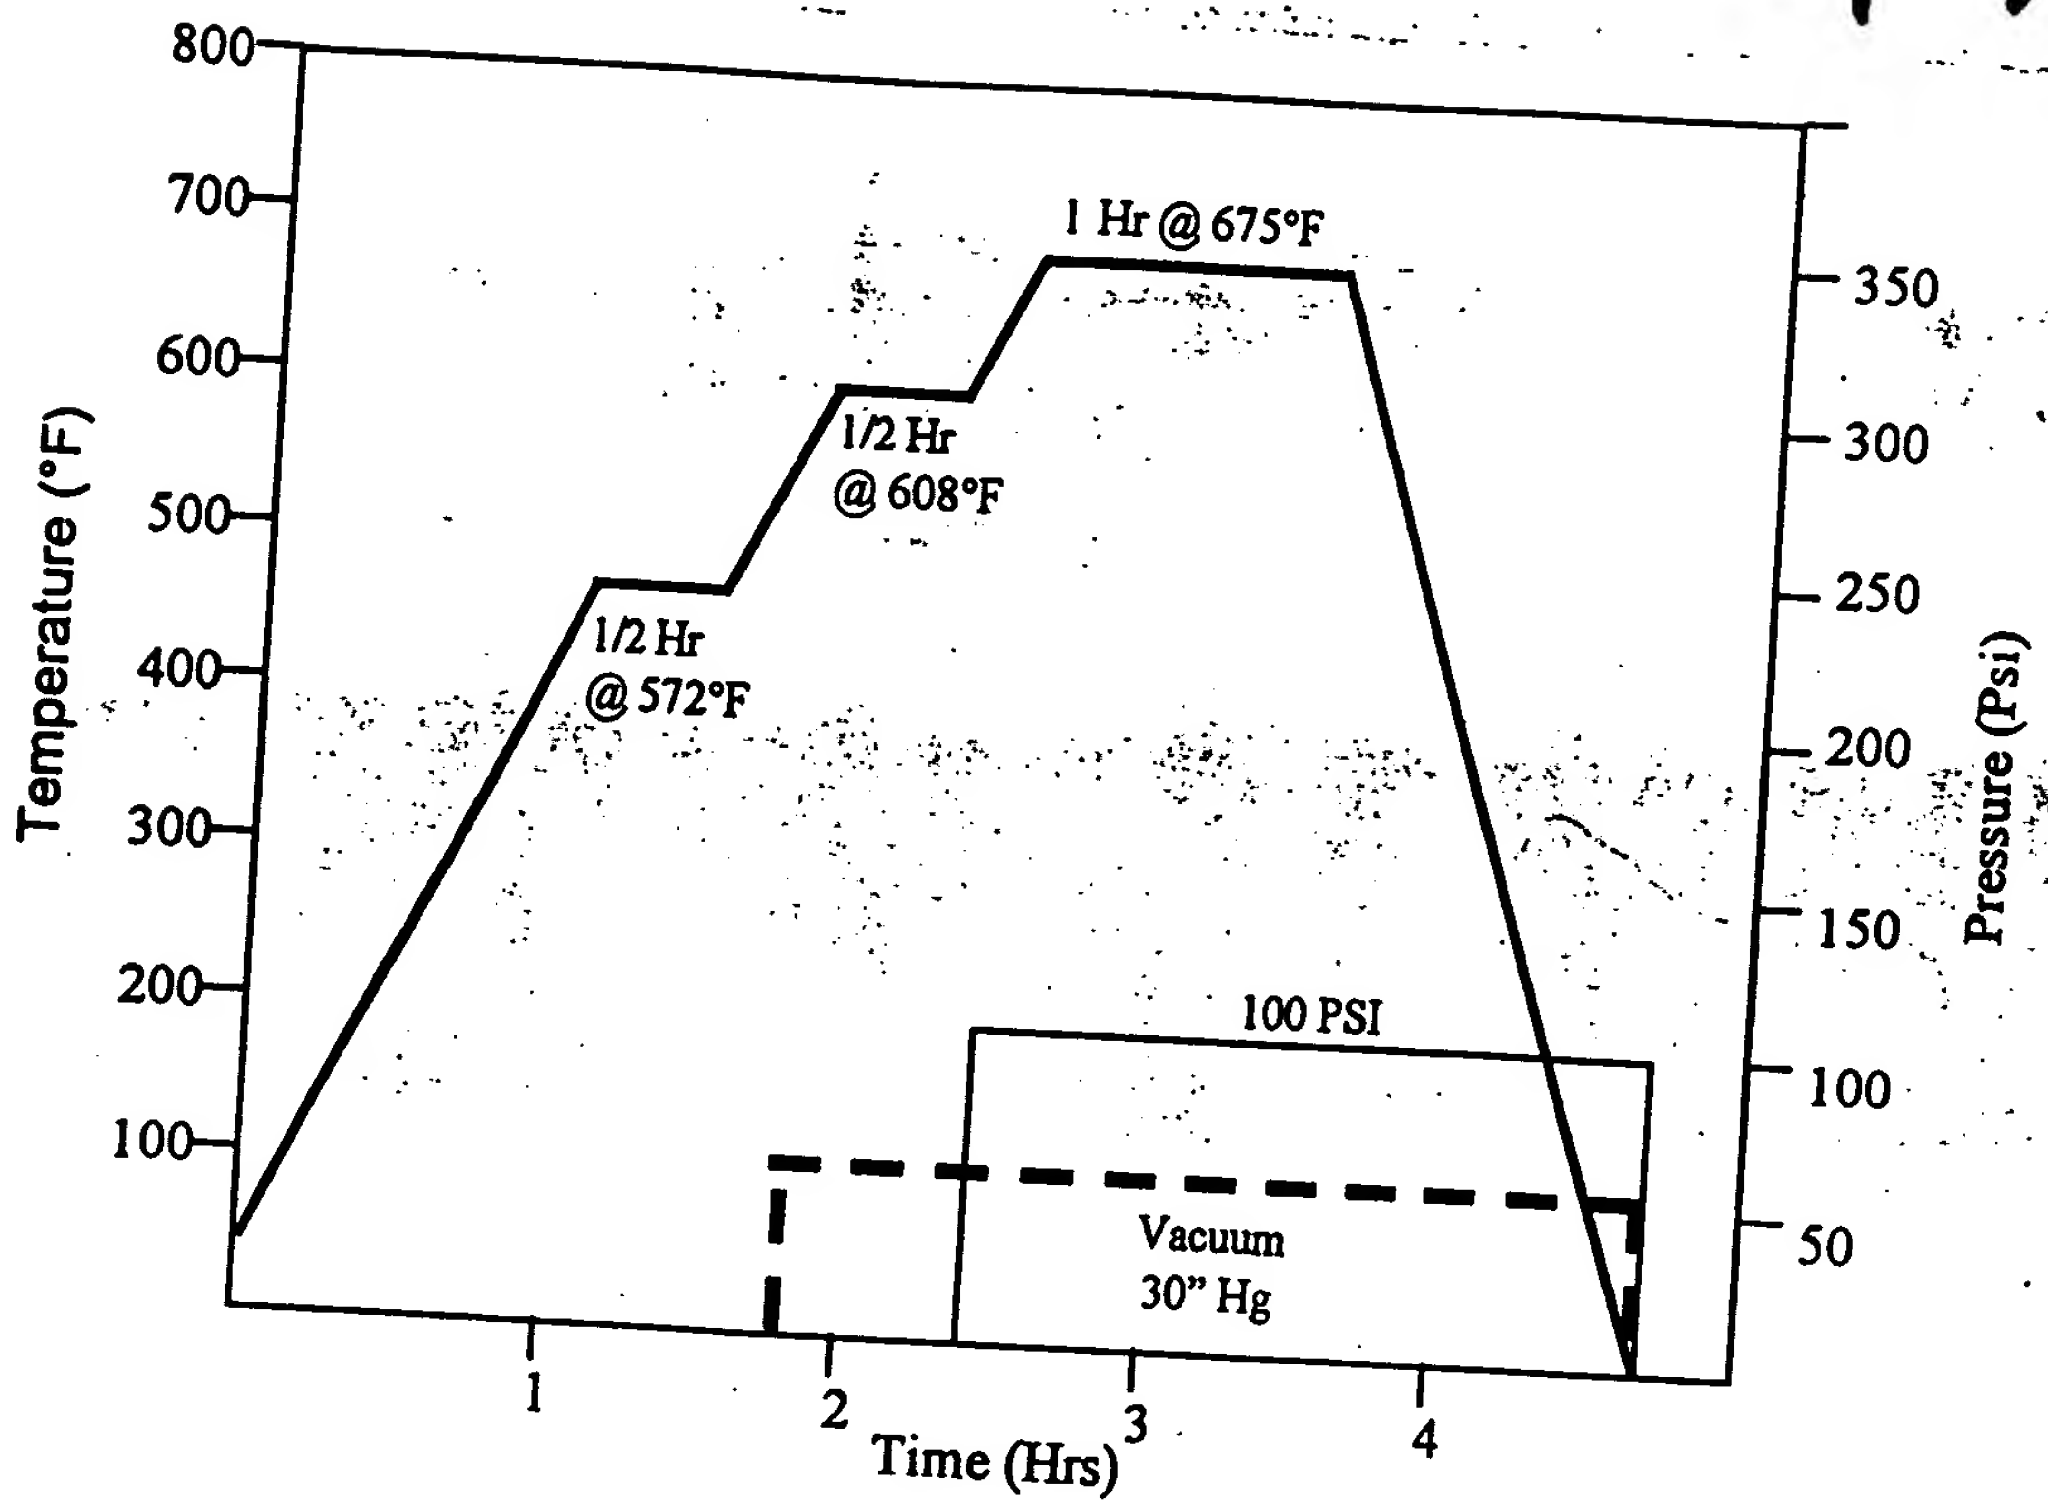 800
700
600
500
400
300
200
100
Temperature (°F)
1 Hr @ 675°F
1/2 Hr
@ 608°F
1/2 Hr
@ 572°F
100 PSI
Vacuum
30” Hg
350
300
250
200
150
100
50
Pressure (Psi)
1
2
3
4
Time (Hrs)